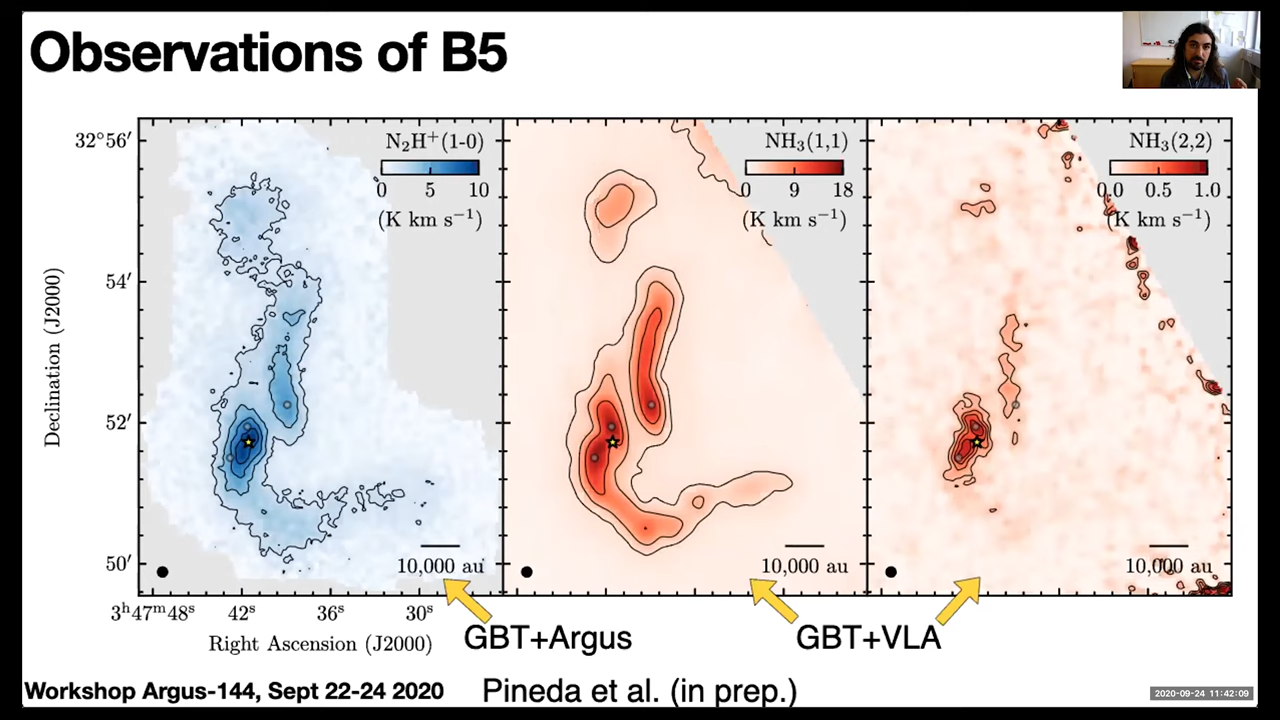 Observations of B5
N₂H⁺(1-0)
0 5 10
(K km s⁻¹)
NH₃(1,1)
0 9 18
(K km s⁻¹)
NH₃(2,2)
0.0 0.5 1.0
(K km s⁻¹)
32°56′
54′
52′
50′
Declination (J2000)
10,000 au
10,000 au
10,000 au
3ʰ47ᵐ48ˢ 42ˢ 36ˢ 30ˢ
Right Ascension (J2000)
GBT+Argus
GBT+VLA
Workshop Argus-144, Sept 22-24 2020
Pineda et al. (in prep.)
2020-09-24 11:42:09